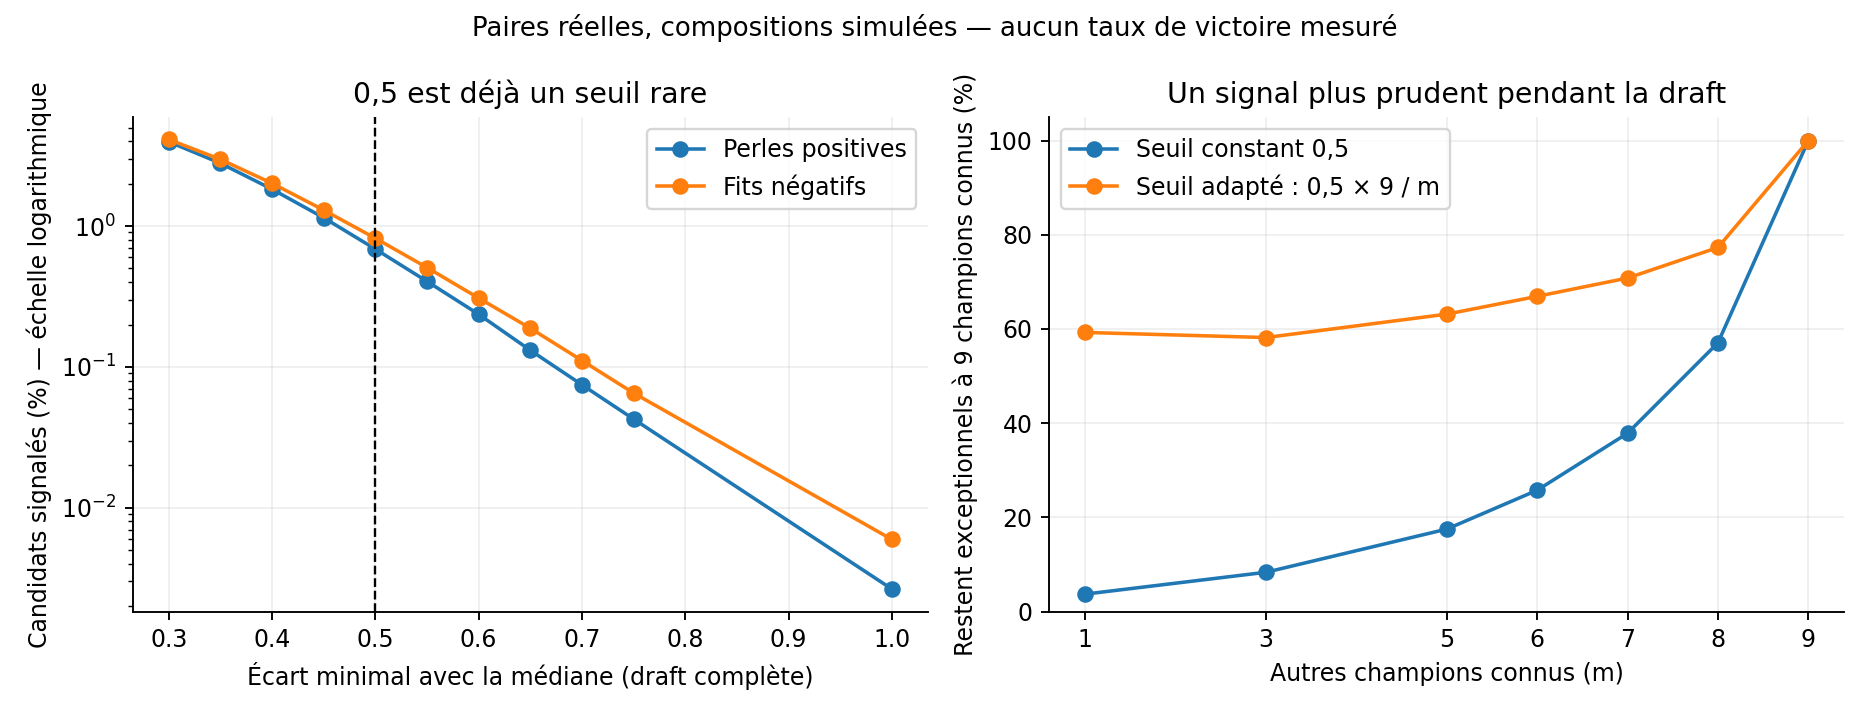 Paires réelles, compositions simulées — aucun taux de victoire mesuré
0,5 est déjà un seuil rare
Candidats signalés (%) — échelle logarithmique
10⁰
10⁻¹
10⁻²
Perles positives
Fits négatifs
0.3 0.4 0.5 0.6 0.7 0.8 0.9 1.0
Écart minimal avec la médiane (draft complète)
Un signal plus prudent pendant la draft
Restent exceptionnels à 9 champions connus (%)
100
80
60
40
20
0
Seuil constant 0,5
Seuil adapté : 0,5 × 9 / m
1 3 5 6 7 8 9
Autres champions connus (m)